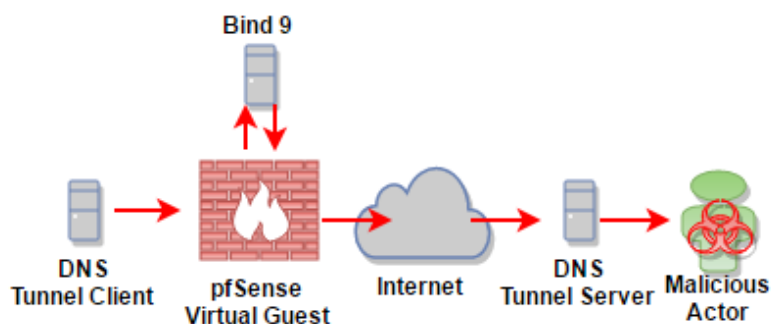 Bind 9
DNS
Tunnel Client
pfSense
Virtual Guest
Internet
DNS
Tunnel Server
Malicious
Actor